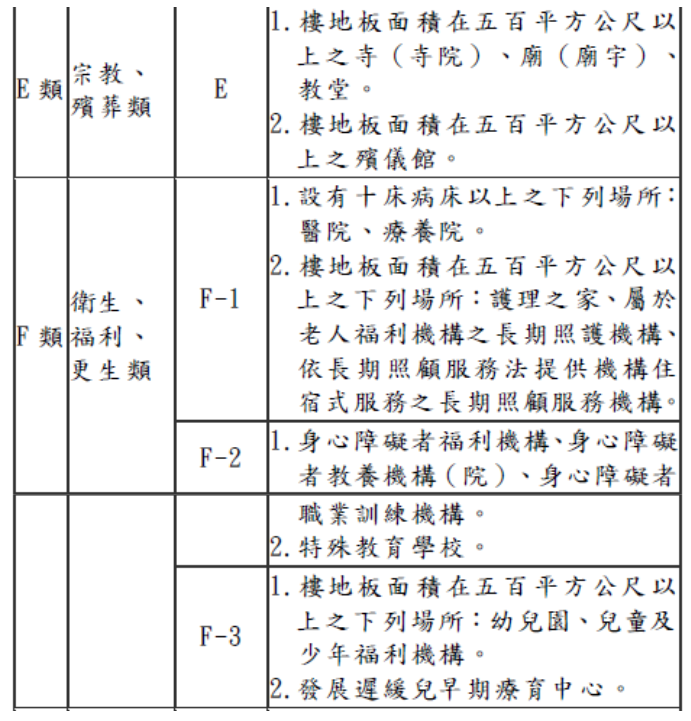 1.樓地板面積在五百平方公尺以
上之寺（寺院）、廟（廟宇）、
教堂。
E類
宗教、
殯葬類
E
2.樓地板面積在五百平方公尺以
上之殯儀館。
1.設有十床病床以上之下列場所：
醫院、療養院。
2.樓地板面積在五百平方公尺以
上之下列場所：護理之家、屬於
老人福利機構之長期照護機構、
依長期照顧服務法提供機構住
宿式服務之長期照顧服務機構。
F類
衛生、
福利、
更生類
F-1
F-2
1.身心障礙者福利機構、身心障礙
者教養機構（院）、身心障礙者
職業訓練機構。
2.特殊教育學校。
F-3
1.樓地板面積在五百平方公尺以
上之下列場所：幼兒園、兒童及
少年福利機構。
2.發展遲緩兒早期療育中心。